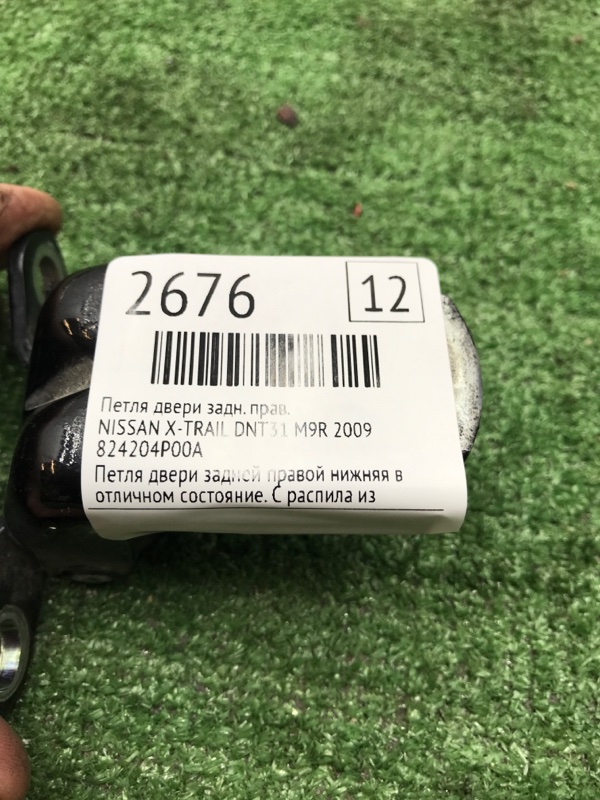 2676
12
Петля двери задн. прав.
NISSAN X-TRAIL DNT31 M9R 2009
824204P00A
Петля двери задней правой нижняя в
отличном состояние. С распила из